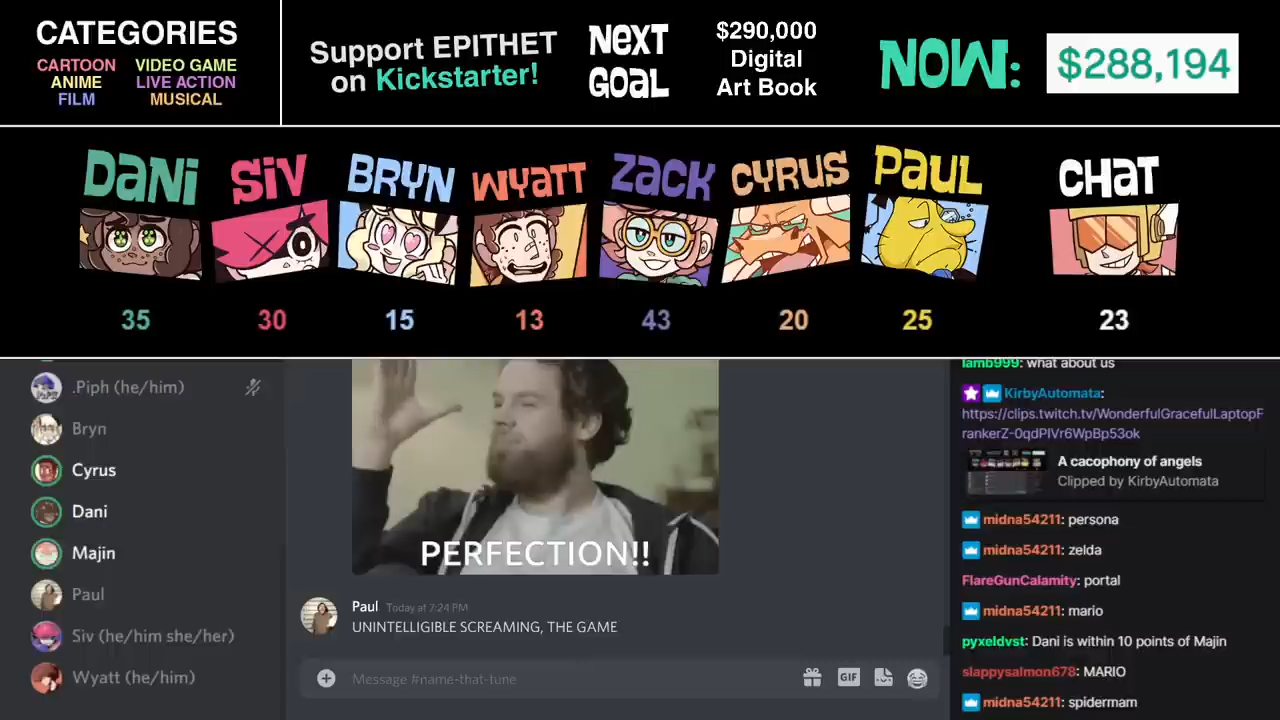 CATEGORIES
CARTOON VIDEO GAME
ANIME LIVE ACTION
FILM MUSICAL
Support EPITHET
on Kickstarter!
NEXT
GOAL
$290,000
Digital
Art Book
NOW: $288,194
DANI SIV BRYN WYATT ZACK CYRUS PAUL CHAT
35 30 15 13 43 20 25 23
.Piph (he/him)
Bryn
Cyrus
Dani
Majin
Paul
Siv (he/him she/her)
Wyatt (he/him)
PERFECTION!!
Paul Today at 7:24 PM
UNINTELLIGIBLE SCREAMING, THE GAME
Message #name-that-tune
GIF
lamb999: what about us
KirbyAutomata:
https://clips.twitch.tv/WonderfulGracefulLaptopF
rankerZ-0qdPIVr6WpBp53ok
A cacophony of angels
Clipped by KirbyAutomata
midna54211: persona
midna54211: zelda
FlareGunCalamity: portal
midna54211: mario
pyxeldvst: Dani is within 10 points of Majin
slappysalmon678: MARIO
midna54211: spidermam